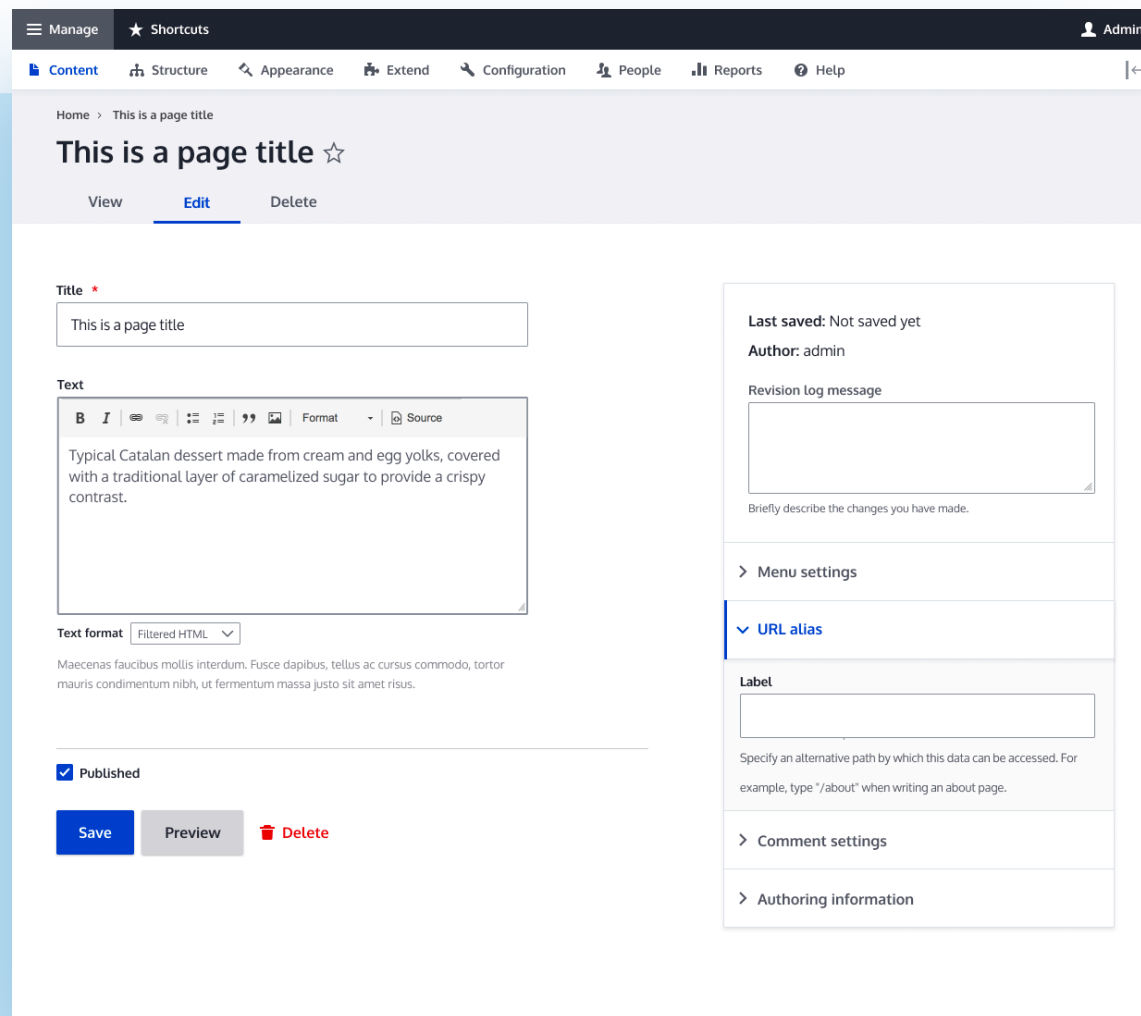 Manage Shortcuts Admin
Content Structure Appearance Extend Configuration People Reports Help
Home > This is a page title
This is a page title
View Edit Delete
Title *
This is a page title
Text
B I Format Source
Typical Catalan dessert made from cream and egg yolks, covered
with a traditional layer of caramelized sugar to provide a crispy
contrast.
Text format Filtered HTML
Maecenas faucibus mollis interdum. Fusce dapibus, tellus ac cursus commodo, tortor
mauris condimentum nibh, ut fermentum massa justo sit amet risus.
Published
Save Preview Delete
Last saved: Not saved yet
Author: admin
Revision log message
Briefly describe the changes you have made.
Menu settings
URL alias
Label
Specify an alternative path by which this data can be accessed. For
example, type "/about" when writing an about page.
Comment settings
Authoring information